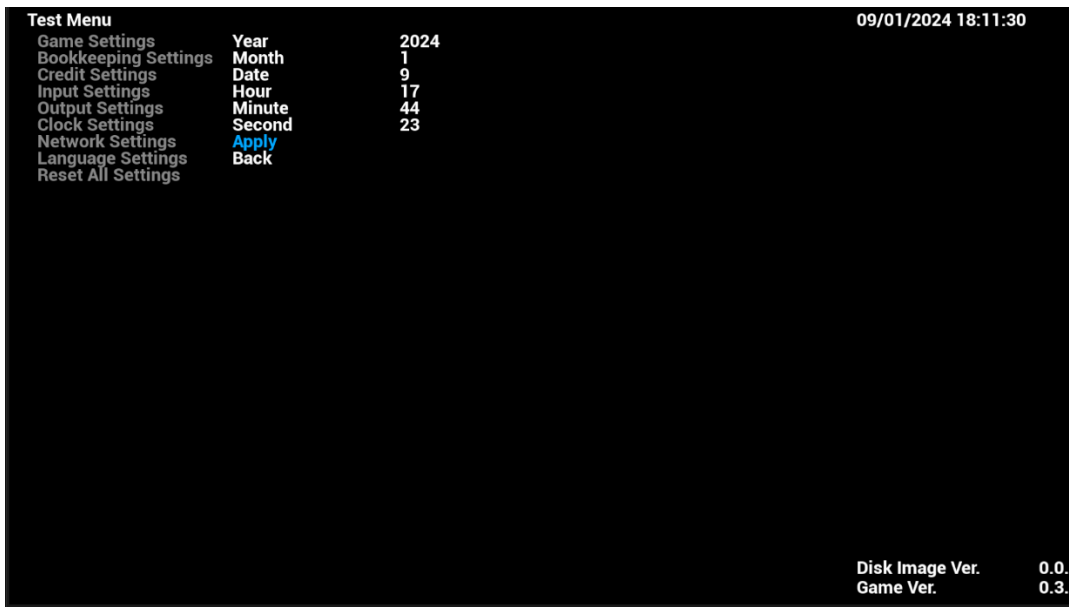 Test Menu 09/01/2024 18:11:30
Game Settings Year 2024
Bookkeeping Settings Month 1
Credit Settings Date 9
Input Settings Hour 17
Output Settings Minute 44
Clock Settings Second 23
Network Settings Apply
Language Settings Back
Reset All Settings
Disk Image Ver. 0.0.
Game Ver. 0.3.